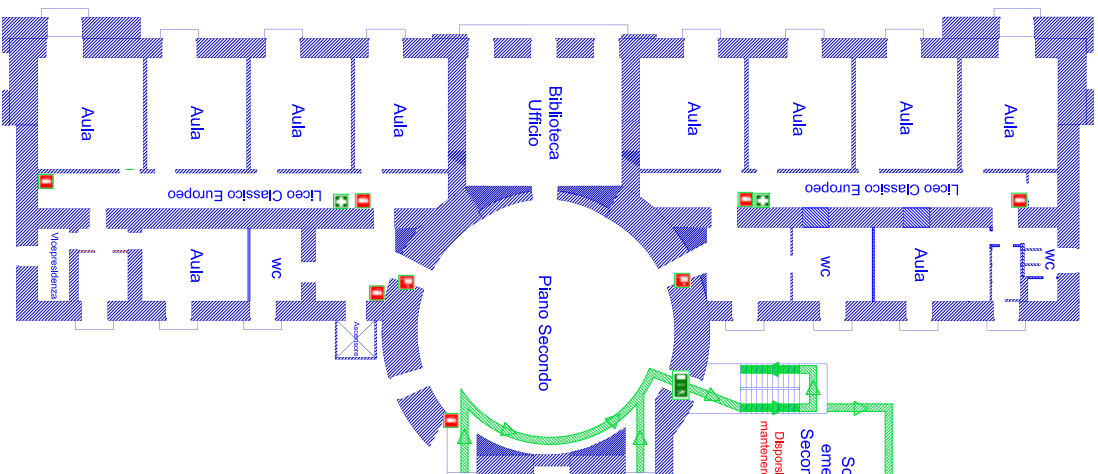 Aula
Aula
Aula
Aula
Biblioteca
Ufficio
Aula
Aula
Aula
Aula
Liceo Classico Europeo
Liceo Classico Europeo
Vicepresidenza
Aula
wc
wc
Aula
wc
Ascensore
Piano Secondo